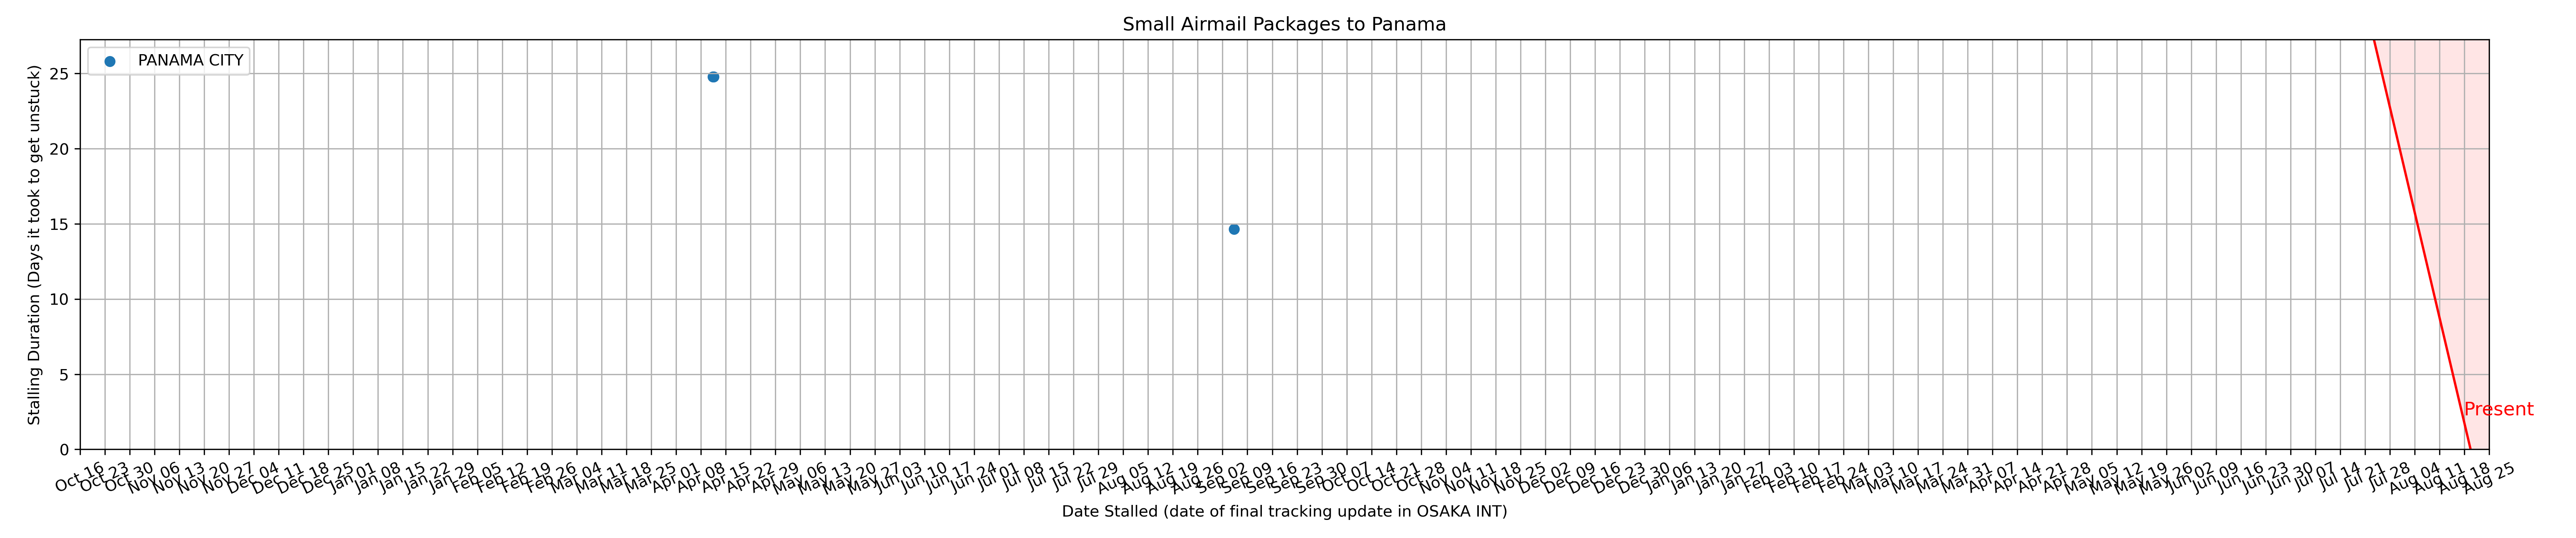 Small Airmail Packages to Panama
PANAMA CITY
Stalling Duration (Days it took to get unstuck)
25
20
15
10
5
0
Present
Oct 16
Oct 23
Oct 30
Nov 06
Nov 13
Nov 20
Nov 27
Dec 04
Dec 11
Dec 18
Dec 25
Jan 01
Jan 08
Jan 15
Jan 22
Jan 29
Feb 05
Feb 12
Feb 19
Feb 26
Mar 04
Mar 11
Mar 18
Mar 25
Apr 01
Apr 08
Apr 15
Apr 22
Apr 29
May 06
May 13
May 20
May 27
Jun 03
Jun 10
Jun 17
Jun 24
Jul 01
Jul 08
Jul 15
Jul 22
Jul 29
Aug 05
Aug 12
Aug 19
Aug 26
Sep 02
Sep 09
Sep 16
Sep 23
Sep 30
Oct 07
Oct 14
Oct 21
Oct 28
Nov 04
Nov 11
Nov 18
Nov 25
Dec 02
Dec 09
Dec 16
Dec 23
Dec 30
Jan 06
Jan 13
Jan 20
Jan 27
Feb 03
Feb 10
Feb 17
Feb 24
Mar 03
Mar 10
Mar 17
Mar 24
Mar 31
Apr 07
Apr 14
Apr 21
Apr 28
May 05
May 12
May 19
May 26
Jun 02
Jun 09
Jun 16
Jun 23
Jun 30
Jul 07
Jul 14
Jul 21
Jul 28
Aug 04
Aug 11
Aug 18
Aug 25
Date Stalled (date of final tracking update in OSAKA INT)